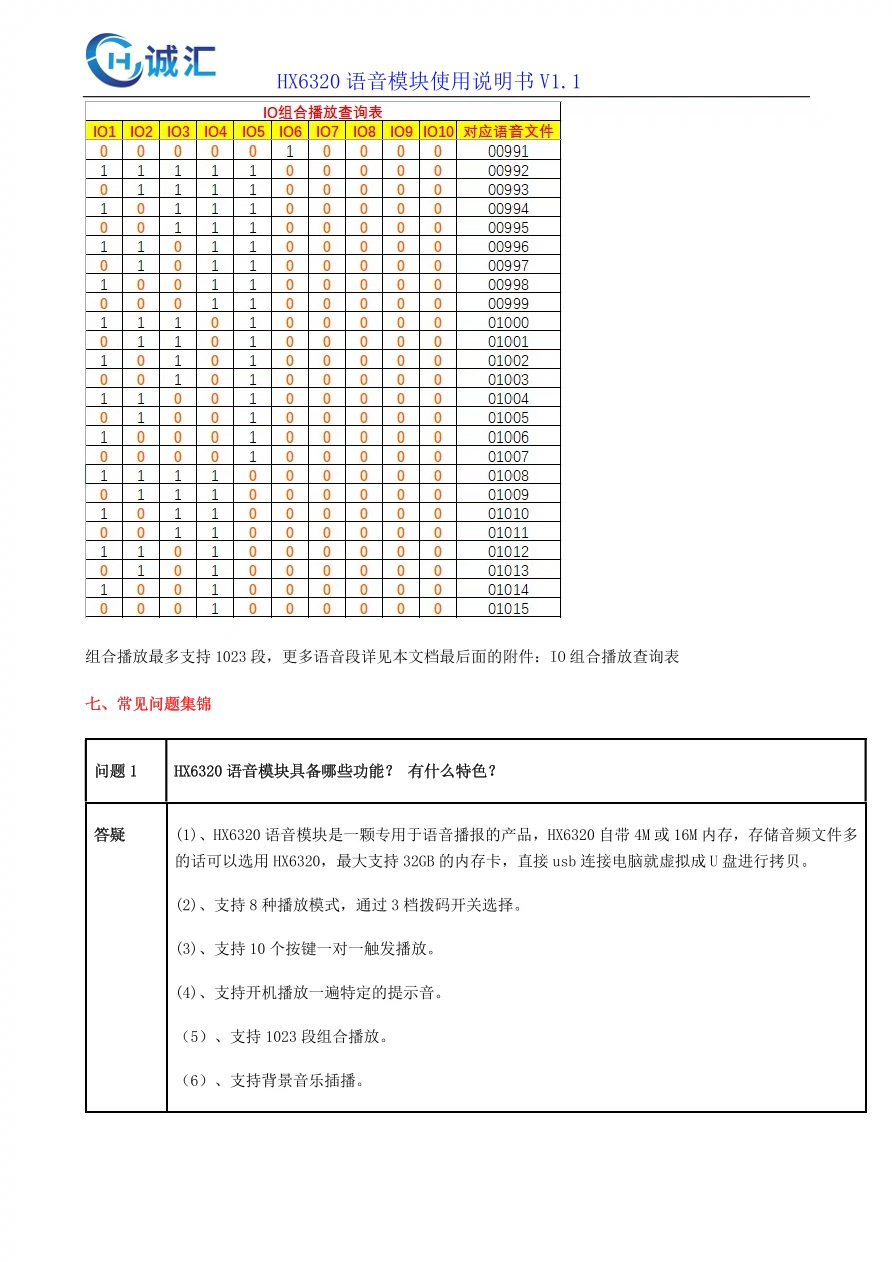 诚汇
HX6320 语音模块使用说明书 V1.1
IO组合播放查询表
IO1 IO2 IO3 IO4 IO5 IO6 IO7 IO8 IO9 IO10 对应语音文件
0 0 0 0 0 1 0 0 0 0 00991
1 1 1 1 1 0 0 0 0 0 00992
0 1 1 1 1 0 0 0 0 0 00993
1 0 1 1 1 0 0 0 0 0 00994
0 0 1 1 1 0 0 0 0 0 00995
1 1 0 1 1 0 0 0 0 0 00996
0 1 0 1 1 0 0 0 0 0 00997
1 0 0 1 1 0 0 0 0 0 00998
0 0 0 1 1 0 0 0 0 0 00999
1 1 1 0 1 0 0 0 0 0 01000
0 1 1 0 1 0 0 0 0 0 01001
1 0 1 0 1 0 0 0 0 0 01002
0 0 1 0 1 0 0 0 0 0 01003
1 1 0 0 1 0 0 0 0 0 01004
0 1 0 0 1 0 0 0 0 0 01005
1 0 0 0 1 0 0 0 0 0 01006
0 0 0 0 1 0 0 0 0 0 01007
1 1 1 1 0 0 0 0 0 0 01008
0 1 1 1 0 0 0 0 0 0 01009
1 0 1 1 0 0 0 0 0 0 01010
0 0 1 1 0 0 0 0 0 0 01011
1 1 0 1 0 0 0 0 0 0 01012
0 1 0 1 0 0 0 0 0 0 01013
1 0 0 1 0 0 0 0 0 0 01014
0 0 0 1 0 0 0 0 0 0 01015
组合播放最多支持 1023 段，更多语音段详见本文档最后面的附件：IO 组合播放查询表
七、常见问题集锦
问题 1 HX6320 语音模块具备哪些功能？ 有什么特色？
答疑 (1)、HX6320 语音模块是一颗专用于语音播报的产品，HX6320 自带 4M 或 16M 内存，存储音频文件多
的话可以选用 HX6320，最大支持 32GB 的内存卡，直接 usb 连接电脑就虚拟成 U 盘进行拷贝。
(2)、支持 8 种播放模式，通过 3 档拨码开关选择。
(3)、支持 10 个按键一对一触发播放。
(4)、支持开机播放一遍特定的提示音。
（5）、支持 1023 段组合播放。
（6）、支持背景音乐插播。